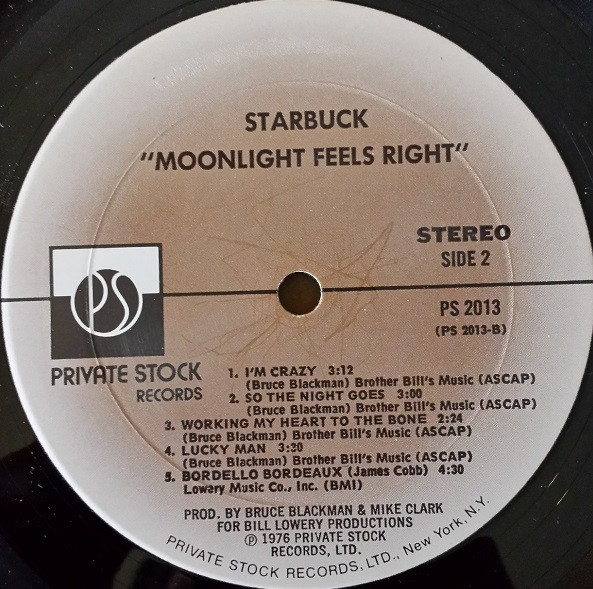 STARBUCK
"MOONLIGHT FEELS RIGHT"
STEREO
SIDE 2
PS
PS 2013
(PS 2013-B)
PRIVATE STOCK
RECORDS
1. I'M CRAZY 3:12
(Bruce Blackman) Brother Bill's Music (ASCAP)
2. SO THE NIGHT GOES 3:00
(Bruce Blackman) Brother Bill's Music (ASCAP)
3. WORKING MY HEART TO THE BONE 2:24
(Bruce Blackman) Brother Bill's Music (ASCAP)
4. LUCKY MAN 3:30
(Bruce Blackman) Brother Bill's Music (ASCAP)
5. BORDELLO BORDEAUX (James Cobb) 4:30
Lowery Music Co., Inc. (BMI)
PROD. BY BRUCE BLACKMAN & MIKE CLARK
FOR BILL LOWERY PRODUCTIONS
Ⓟ 1976 PRIVATE STOCK
RECORDS, LTD.
PRIVATE STOCK RECORDS, LTD., New York, N.Y.